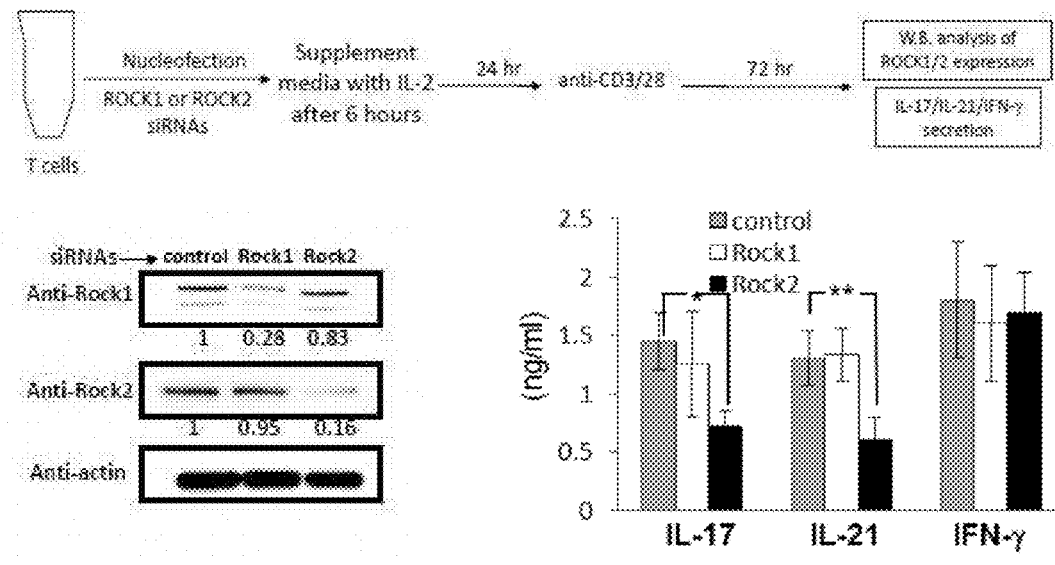 Nucleofection
ROCK1 or ROCK2
siRNAs
T cells
Supplement
media with IL-2
after 6 hours
24 hr
anti-CD3/28
72 hr
W.B. analysis of
ROCK1/2 expression
IL-17/IL-21/IFN-γ
secretion
siRNAs control Rock1 Rock2
Anti-Rock1
1 0.28 0.83
Anti-Rock2
1 0.95 0.16
Anti-actin
control
Rock1
Rock2
(ng/ml)
2.5
2
1.5
1
0.5
0
* **
IL-17 IL-21 IFN-γ